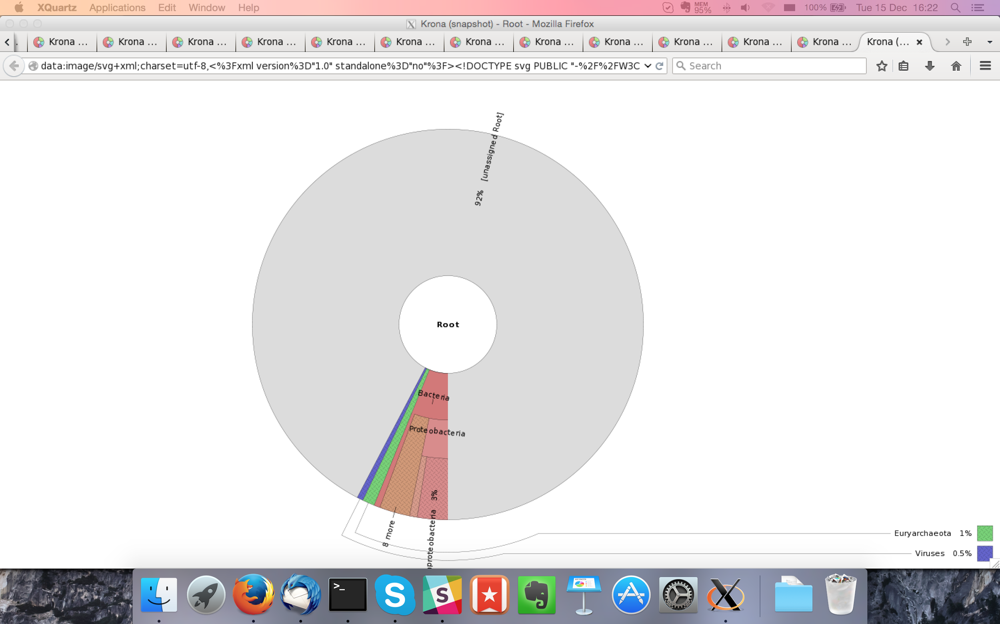 XQuartz Applications Edit Window Help MEM 95% 100% Tue 15 Dec 16:22
Krona (snapshot) - Root - Mozilla Firefox
Krona ... Krona ... Krona ... Krona ... Krona ... Krona ... Krona ... Krona ... Krona ... Krona ... Krona ... Krona ... Krona (...
data:image/svg+xml;charset=utf-8,<%3Fxml version%3D"1.0" standalone%3D"no"%3F><!DOCTYPE svg PUBLIC "-%2F%2FW3C
Search
92% [unassigned Root]
Root
Bacteria
Proteobacteria
3%
proteobacteria
8 more
Euryarchaeota 1%
Viruses 0.5%
>_
S
S
KEYNOTE